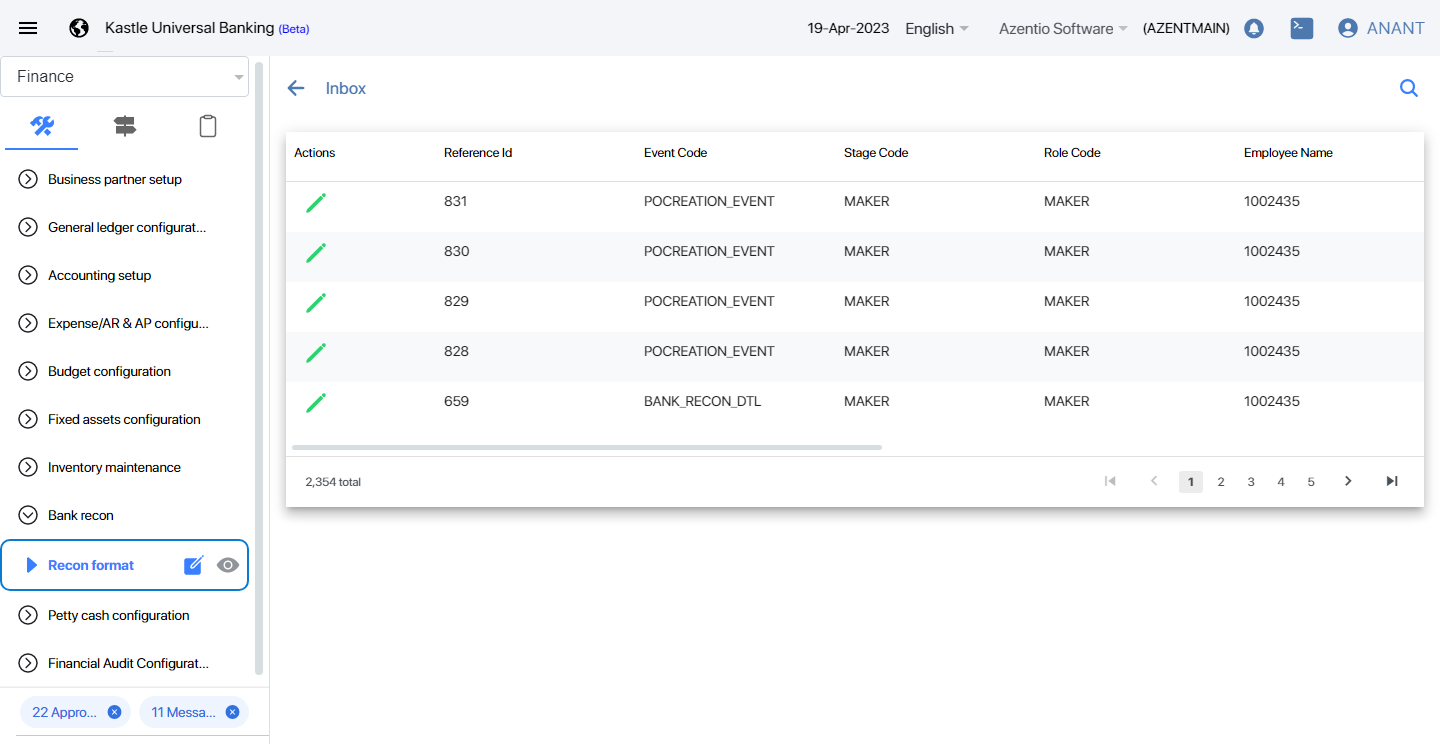 Kastle Universal Banking (Beta)
19-Apr-2023 English Azentio Software (AZENTMAIN) ANANT
Finance
Business partner setup
General ledger configurat...
Accounting setup
Expense/AR & AP configu...
Budget configuration
Fixed assets configuration
Inventory maintenance
Bank recon
Recon format
Petty cash configuration
Financial Audit Configurat...
22 Appro... 11 Messa...
Inbox
Actions Reference Id Event Code Stage Code Role Code Employee Name
831 POCREATION_EVENT MAKER MAKER 1002435
830 POCREATION_EVENT MAKER MAKER 1002435
829 POCREATION_EVENT MAKER MAKER 1002435
828 POCREATION_EVENT MAKER MAKER 1002435
659 BANK_RECON_DTL MAKER MAKER 1002435
2,354 total 1 2 3 4 5